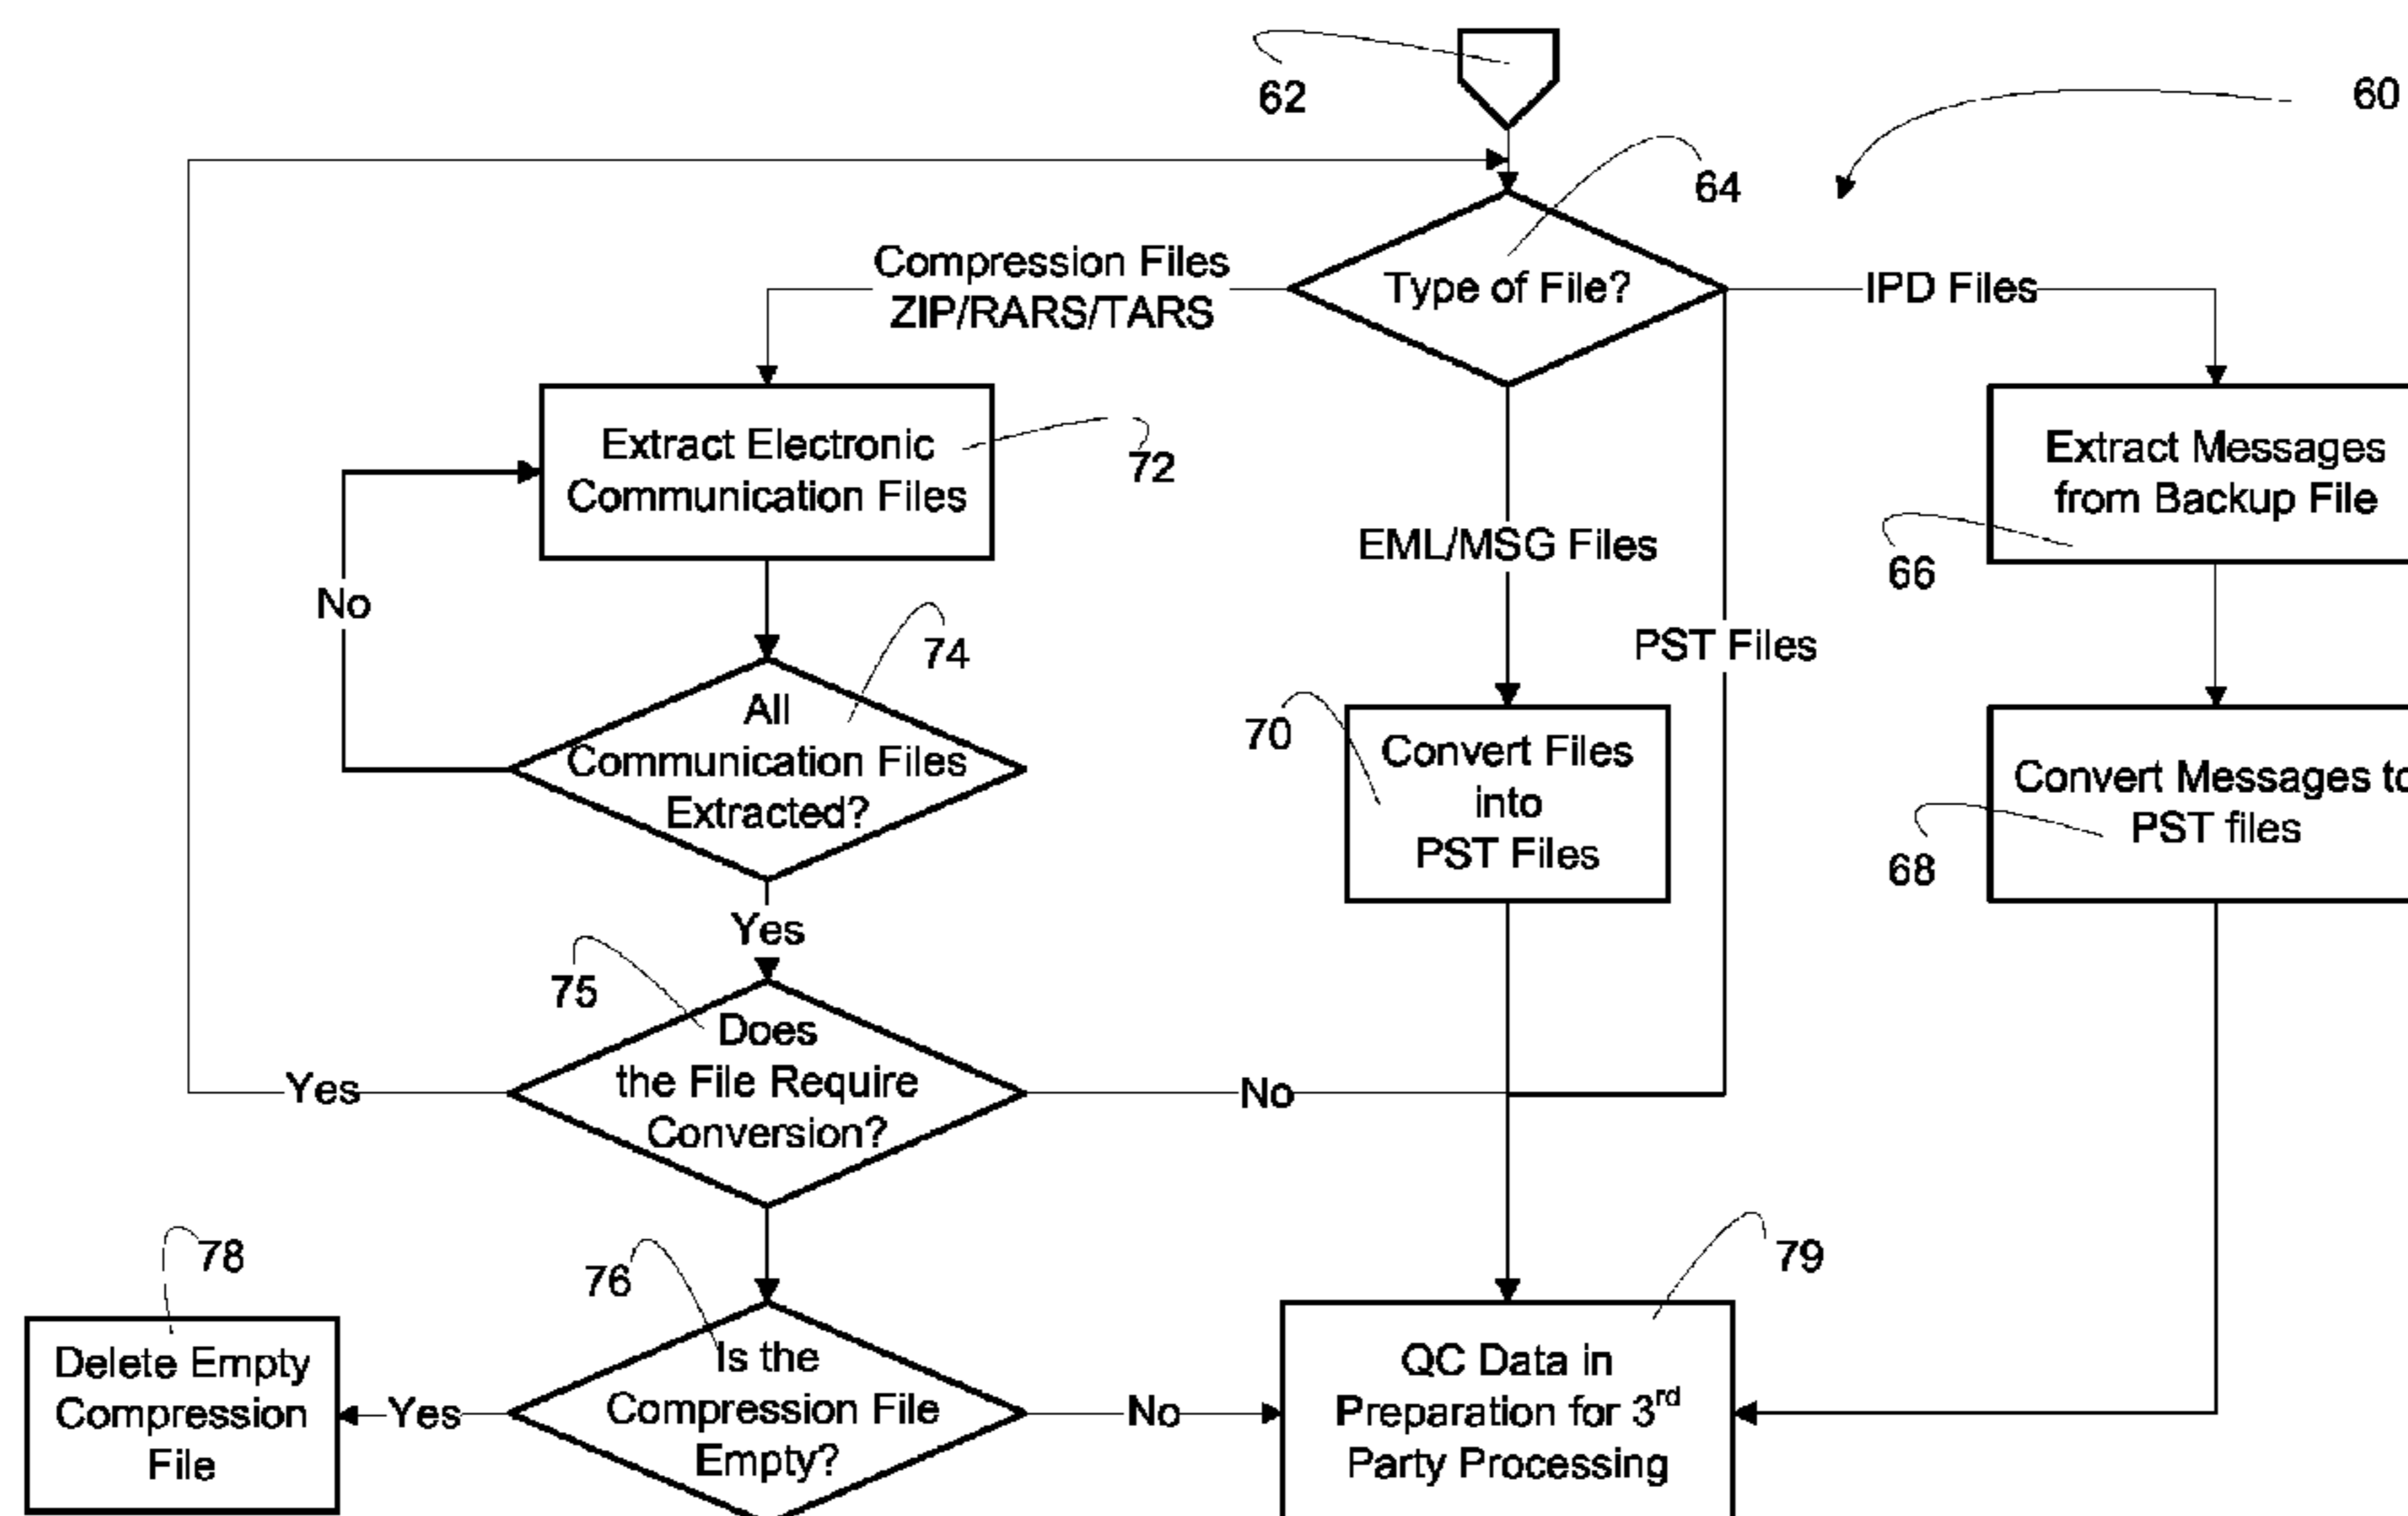 62
60
64
Compression Files
ZIP/RARS/TARS
Type of File?
IPD Files
Extract Electronic
Communication Files
72
Extract Messages
from Backup File
66
EML/MSG Files
No
74
PST Files
All
Communication Files
Extracted?
70
Convert Files
into
PST Files
Convert Messages to
PST files
68
Yes
75
Does
the File Require
Conversion?
Yes
No
78
76
79
Delete Empty
Compression
File
Yes
Is the
Compression File
Empty?
No
QC Data in
Preparation for 3rd
Party Processing